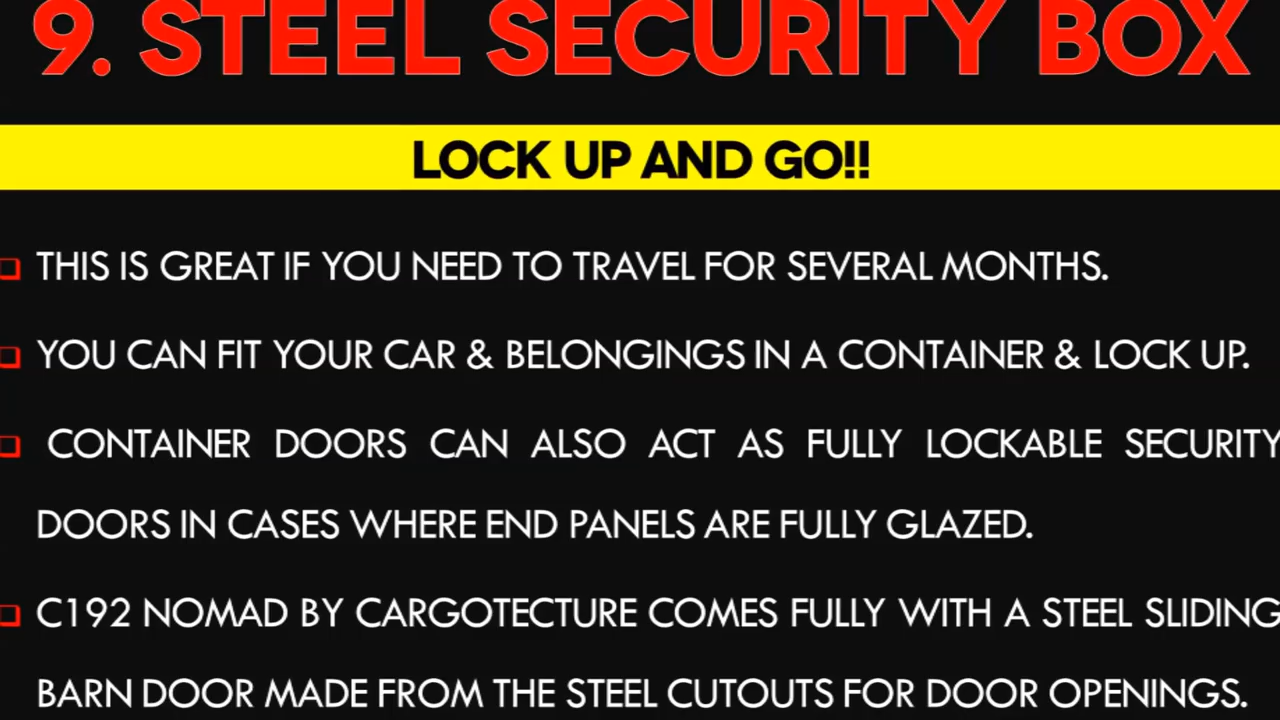 9. STEEL SECURITY BOX
LOCK UP AND GO!!
THIS IS GREAT IF YOU NEED TO TRAVEL FOR SEVERAL MONTHS.
YOU CAN FIT YOUR CAR & BELONGINGS IN A CONTAINER & LOCK UP.
CONTAINER DOORS CAN ALSO ACT AS FULLY LOCKABLE SECURITY
DOORS IN CASES WHERE END PANELS ARE FULLY GLAZED.
C192 NOMAD BY CARGOTECTURE COMES FULLY WITH A STEEL SLIDING
BARN DOOR MADE FROM THE STEEL CUTOUTS FOR DOOR OPENINGS.